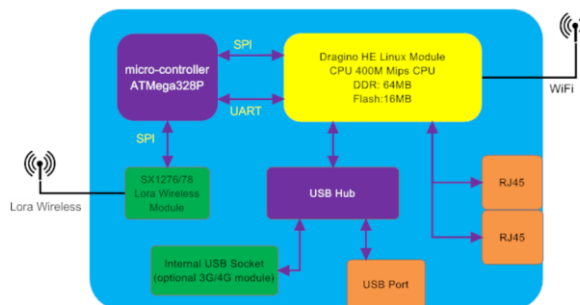 SPI
micro-controller
ATMega328P
Dragino HE Linux Module
CPU 400M Mips CPU
DDR: 64MB
Flash:16MB
WiFi
UART
SPI
SX1276/78
Lora Wireless
Module
Lora Wireless
USB Hub
RJ45
RJ45
Internal USB Socket
(optional 3G/4G module)
USB Port